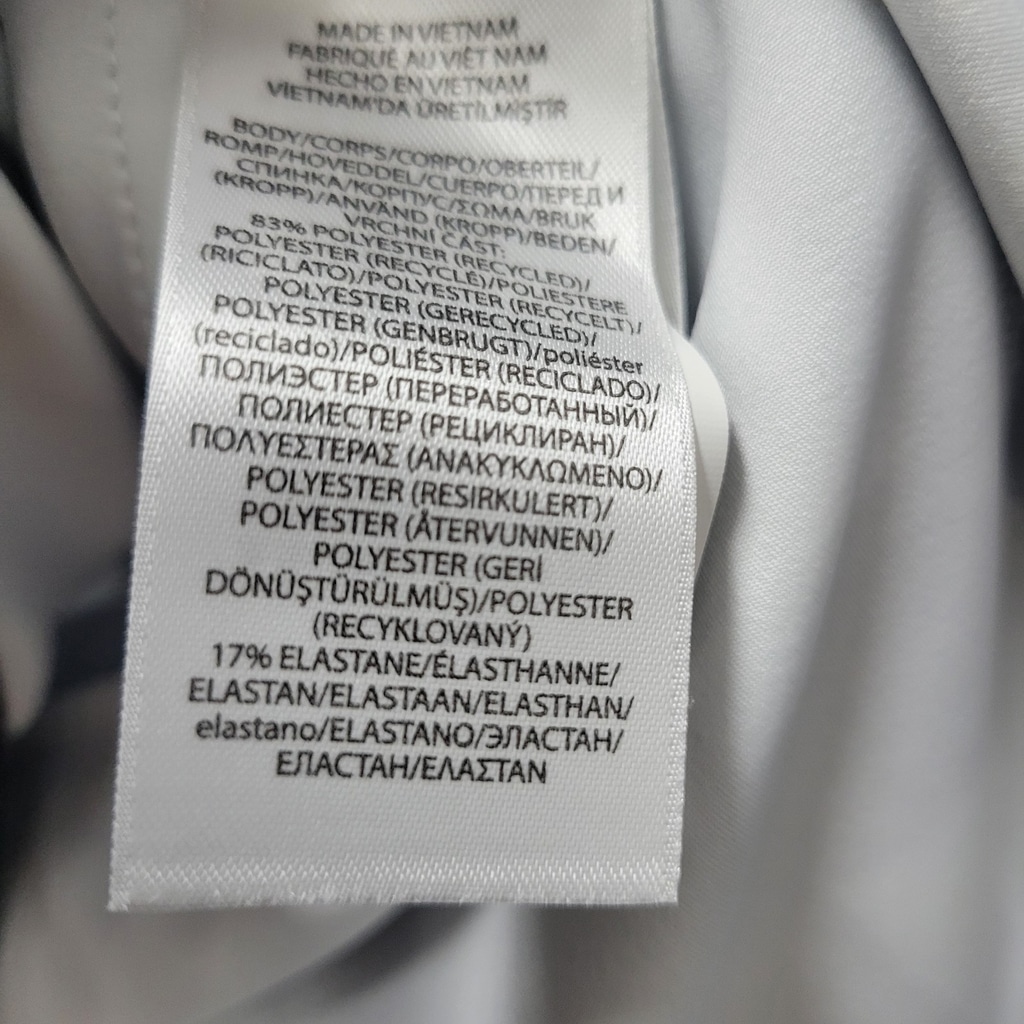 MADE IN VIETNAM
FABRIQUÉ AU VIÊT NAM
HECHO EN VIETNAM
VİETNAM'DA ÜRETİLMİŞTİR
BODY/CORPS/CORPO/OBERTEIL/
ROMP/HOVEDDEL/CUERPO/ПЕРЕД И
СПИНКА/КОРПУС/ΣΩΜΑ/BRUK
(KROPP)/ANVÄND (KROPP)/BEDEN/
VRCHNÍ ČÁST:
83% POLYESTER (RECYCLED)/
POLYESTER (RECYCLÉ)/POLIESTERE
(RICICLATO)/POLYESTER (RECYCELT)/
POLYESTER (GERECYCLED)/
POLYESTER (GENBRUGT)/poliéster
(reciclado)/POLIÉSTER (RECICLADO)/
ПОЛИЭСТЕР (ПЕРЕРАБОТАННЫЙ)/
ПОЛИЕСТЕР (РЕЦИКЛИРАН)/
ΠΟΛΥΕΣΤΕΡΑΣ (ΑΝΑΚΥΚΛΩΜΕΝΟ)/
POLYESTER (RESIRKULERT)/
POLYESTER (ÅTERVUNNEN)/
POLYESTER (GERİ
DÖNÜŞTÜRÜLMÜŞ)/POLYESTER
(RECYKLOVANÝ)
17% ELASTANE/ÉLASTHANNE/
ELASTAN/ELASTAAN/ELASTHAN/
elastano/ELASTANO/ЭЛАСТАН/
ЕЛАСТАН/ΕΛΑΣΤΑΝ